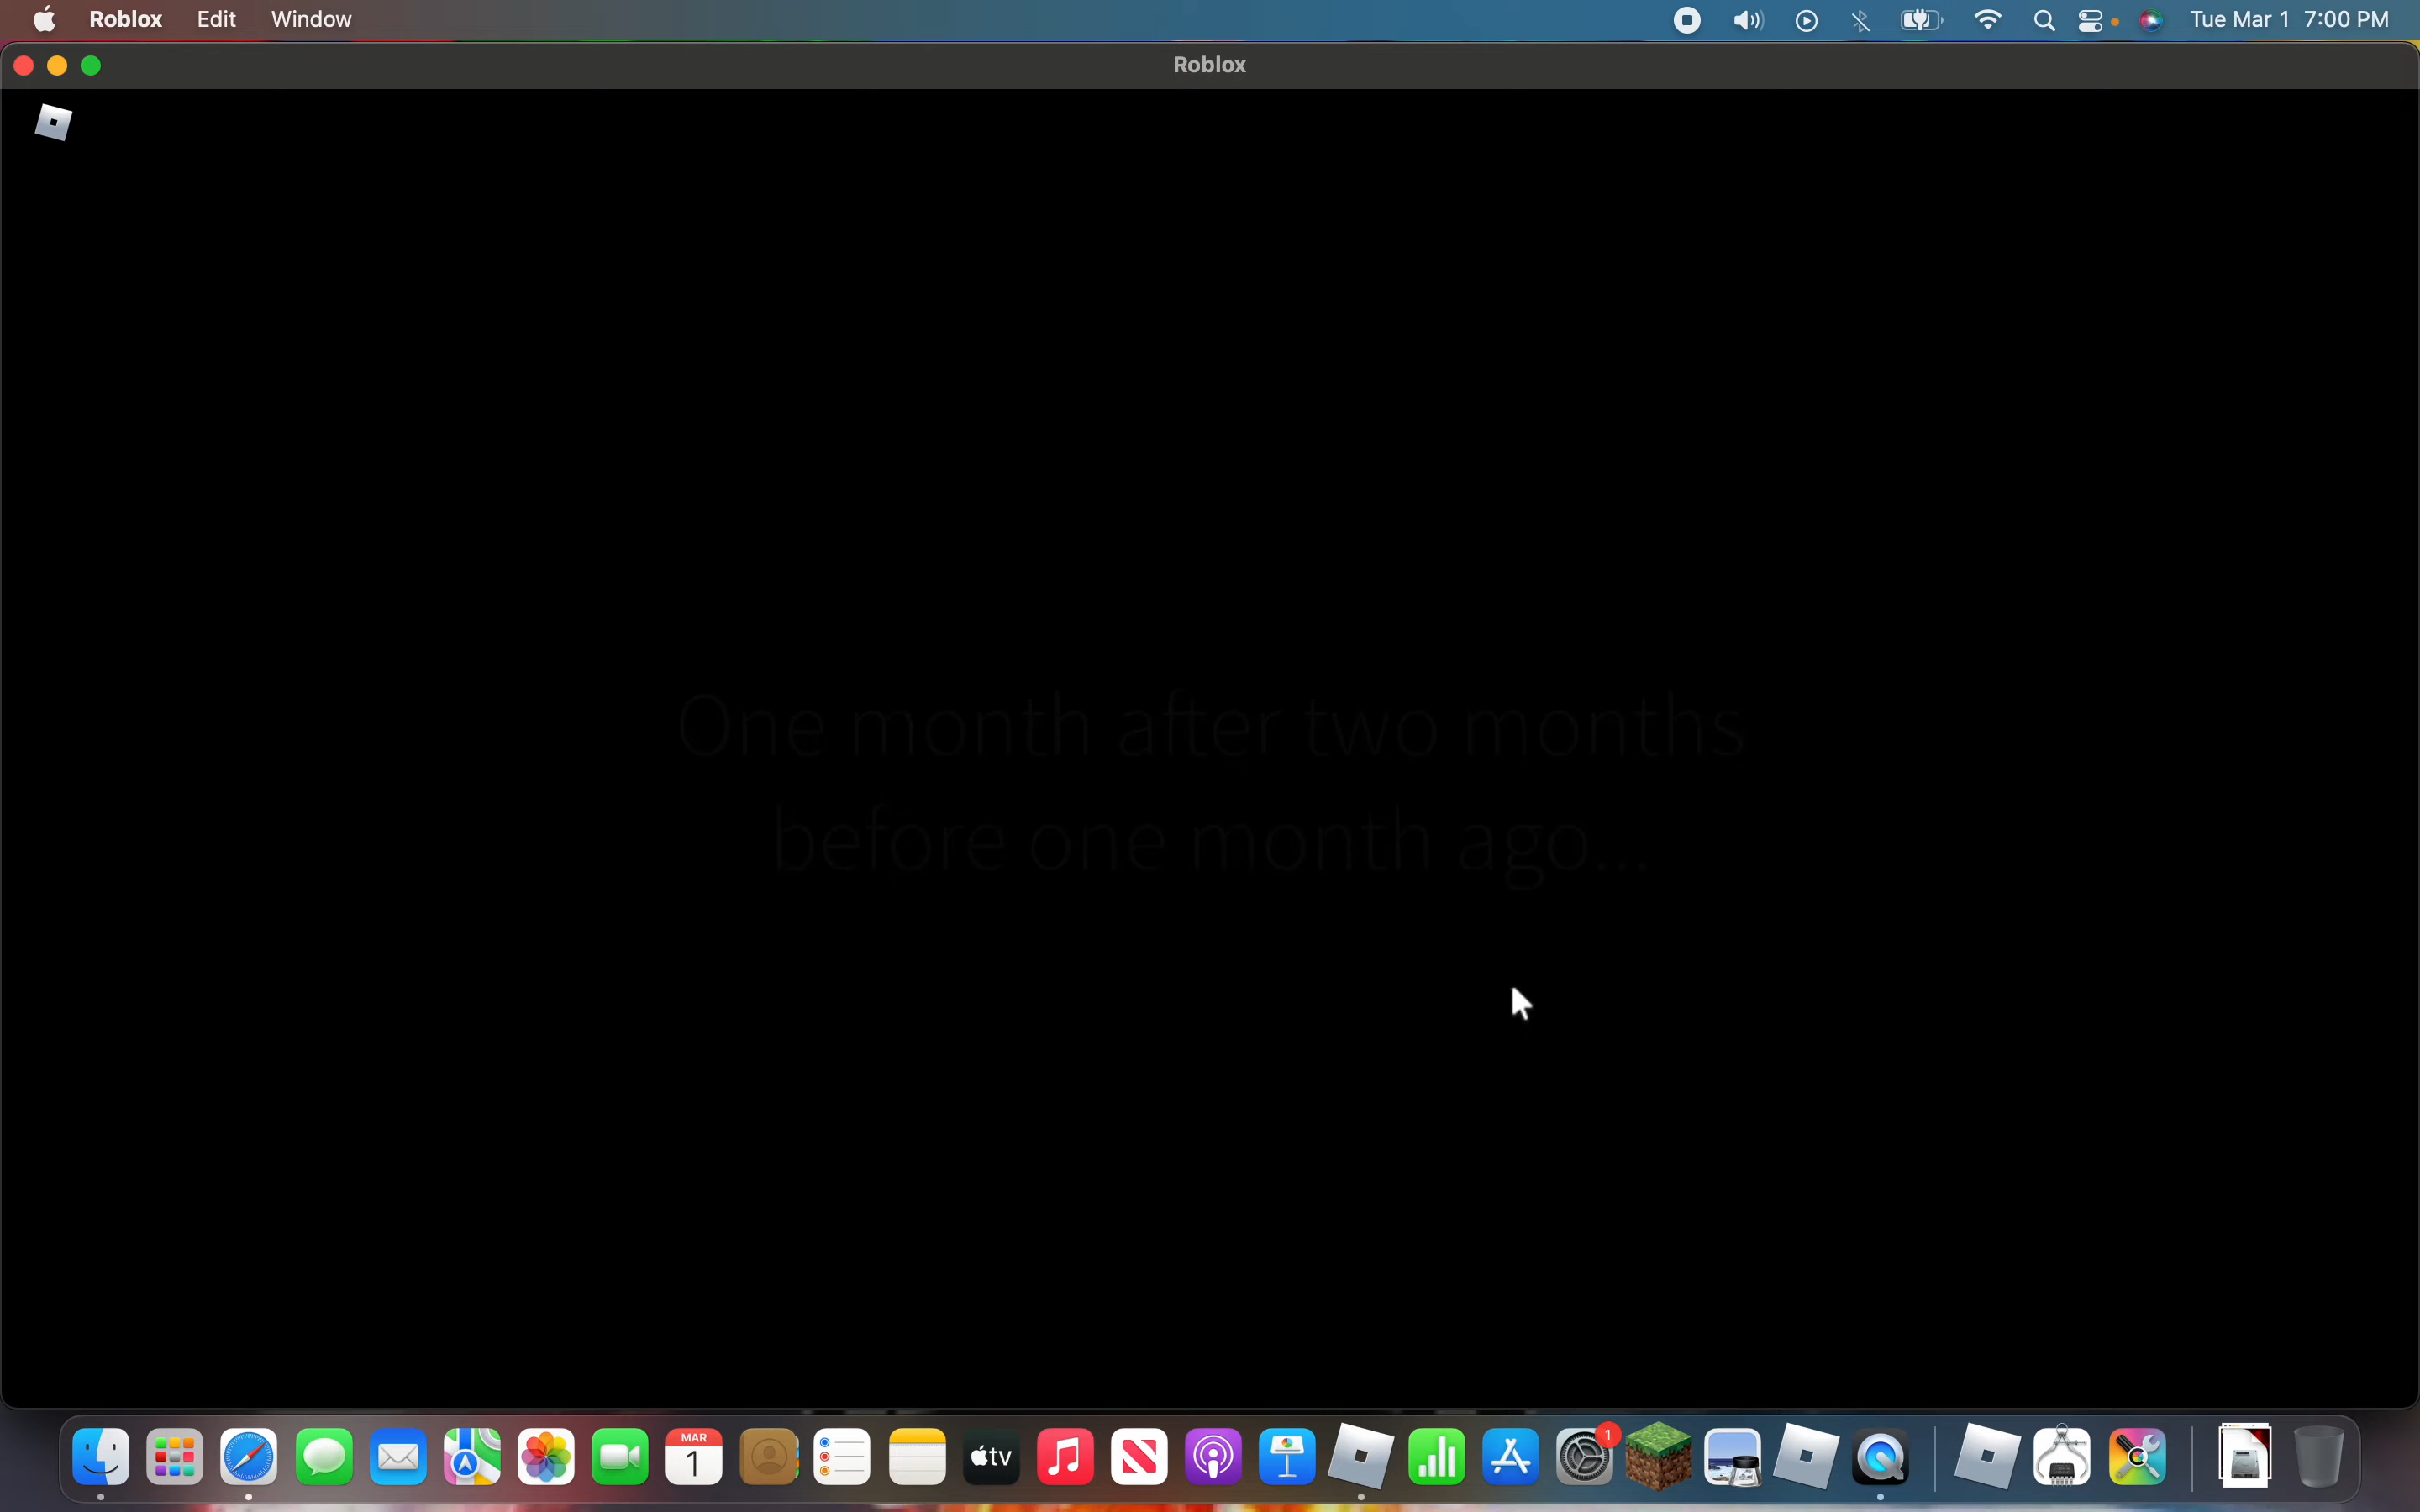 Roblox Edit Window Tue Mar 1 7:00 PM
Roblox
One month after two months
before one month ago...
MAR
1
tv
1